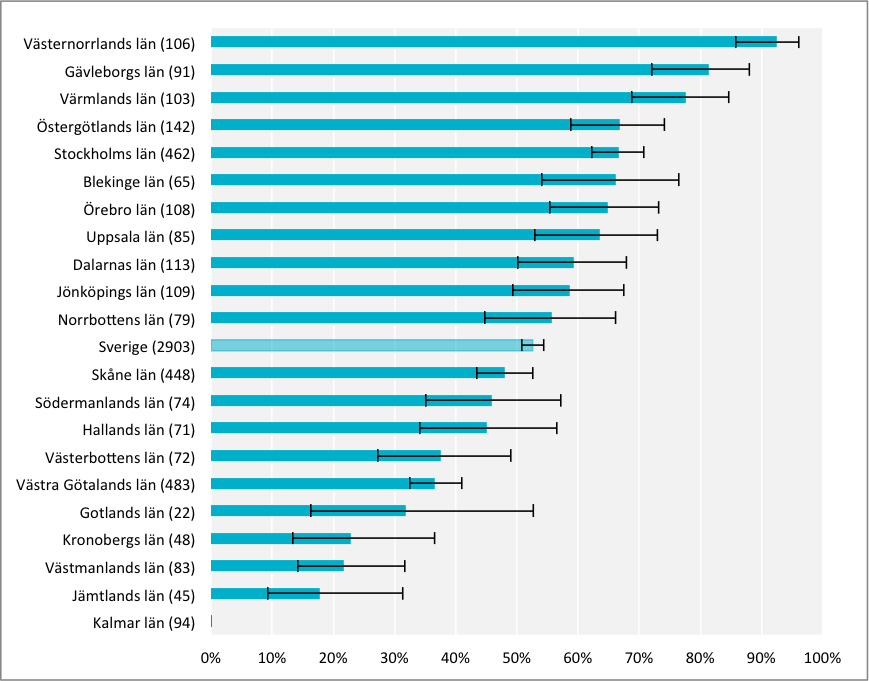 Västernorrlands län (106)
Gävleborgs län (91)
Värmlands län (103)
Östergötlands län (142)
Stockholms län (462)
Blekinge län (65)
Örebro län (108)
Uppsala län (85)
Dalarnas län (113)
Jönköpings län (109)
Norrbottens län (79)
Sverige (2903)
Skåne län (448)
Södermanlands län (74)
Hallands län (71)
Västerbottens län (72)
Västra Götalands län (483)
Gotlands län (22)
Kronobergs län (48)
Västmanlands län (83)
Jämtlands län (45)
Kalmar län (94)
0% 10% 20% 30% 40% 50% 60% 70% 80% 90% 100%